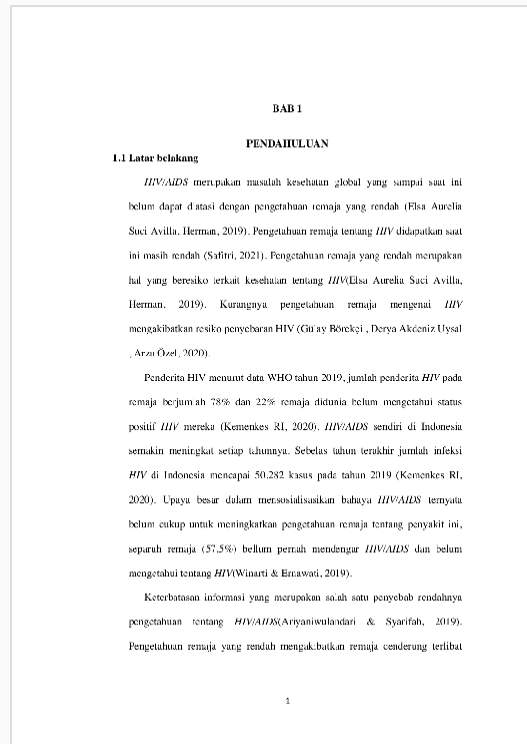 BAB 1
PENDAHULUAN
1.1 Latar belakang
HIV/AIDS merupakan masalah kesehatan global yang sampai saat ini
belum dapat diatasi dengan pengetahuan remaja yang rendah (Elsa Aurelia
Suci Avilla, Herman, 2019). Pengetahuan remaja tentang HIV didapatkan saat
ini masih rendah (Safitri, 2021). Pengetahuan remaja yang rendah merupakan
hal yang beresiko terkait kesehatan tentang HIV(Elsa Aurelia Suci Avilla,
Herman, 2019). Kurangnya pengetahuan remaja mengenai HIV
mengakibatkan resiko penyebaran HIV (Gülay Börekçi , Derya Akdeniz Uysal
, Arzu Özel, 2020).
Penderita HIV menurut data WHO tahun 2019, jumlah penderita HIV pada
remaja berjumlah 78% dan 22% remaja didunia belum mengetahui status
positif HIV mereka (Kemenkes RI, 2020). HIV/AIDS sendiri di Indonesia
semakin meningkat setiap tahunnya. Sebelas tahun terakhir jumlah infeksi
HIV di Indonesia mencapai 50.282 kasus pada tahun 2019 (Kemenkes RI,
2020). Upaya besar dalam mensosialisasikan bahaya HIV/AIDS ternyata
belum cukup untuk meningkatkan pengetahuan remaja tentang penyakit ini,
separuh remaja (57,5%) bellum pernah mendengar HIV/AIDS dan belum
mengetahui tentang HIV(Winarti & Ernawati, 2019).
Keterbatasan informasi yang merupakan salah satu penyebab rendahnya
pengetahuan tentang HIV/AIDS(Ariyaniwulandari & Syarifah, 2019).
Pengetahuan remaja yang rendah mengakibatkan remaja cenderung terlibat
1